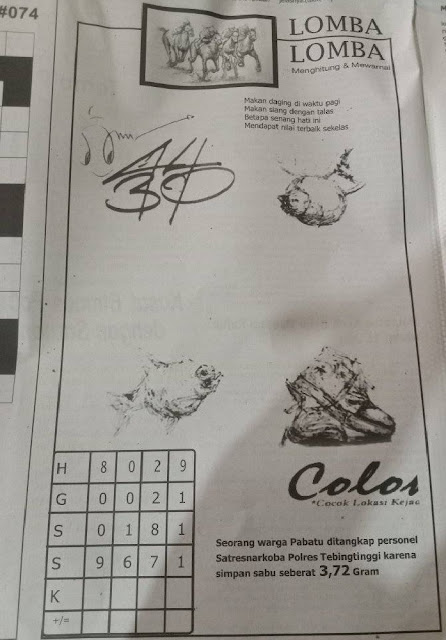 #074
LOMBA
LOMBA
Menghitung & Mewarnai
Makan daging di waktu pagi
Makan siang dengan talas
Betapa senang hati ini
Mendapat nilai terbaik sekelas
H 8 0 2 9
G 0 0 2 1
S 0 1 8 1
S 9 6 7 1
K
+/=
Colos
*Cocok Lokasi Kejad
Seorang warga Pabatu ditangkap personel
Satresnarkoba Polres Tebingtinggi karena
simpan sabu seberat 3,72 Gram